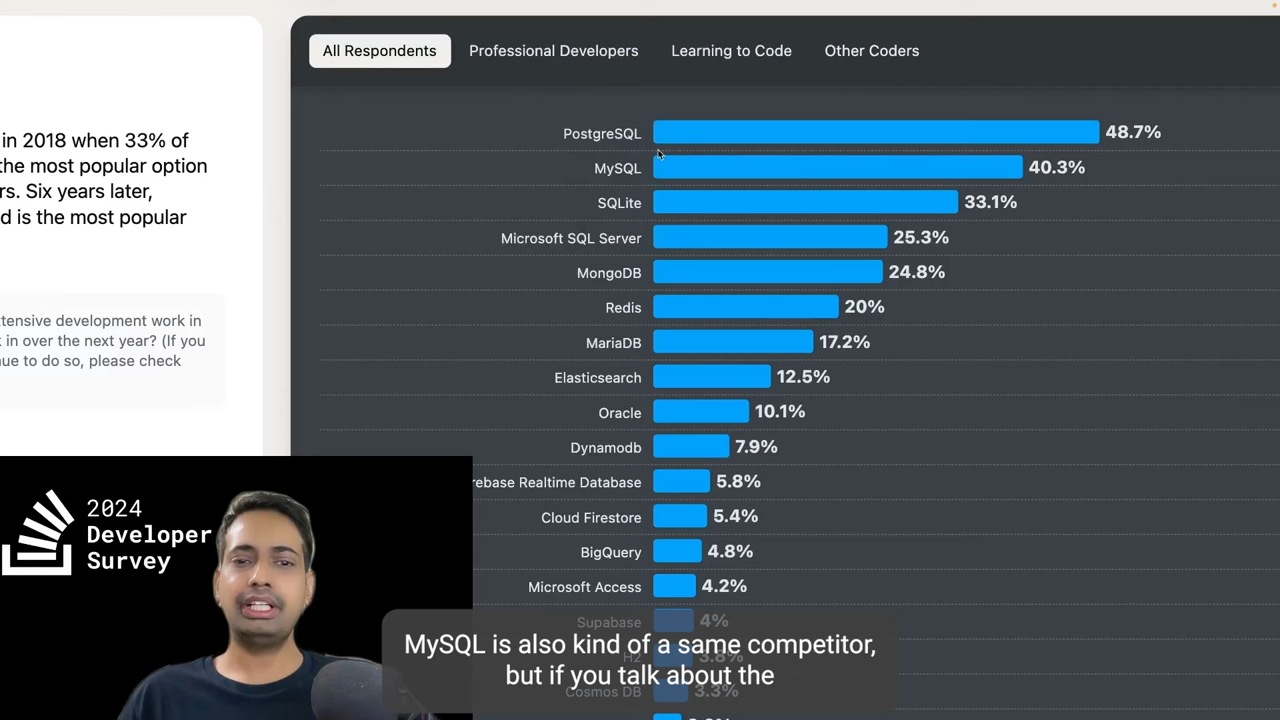 All Respondents
Professional Developers
Learning to Code
Other Coders
in 2018 when 33% of
the most popular option
rs. Six years later,
d is the most popular
tensive development work in
in over the next year? (If you
ue to do so, please check
PostgreSQL 48.7%
MySQL 40.3%
SQLite 33.1%
Microsoft SQL Server 25.3%
MongoDB 24.8%
Redis 20%
MariaDB 17.2%
Elasticsearch 12.5%
Oracle 10.1%
Dynamodb 7.9%
rebase Realtime Database 5.8%
Cloud Firestore 5.4%
BigQuery 4.8%
Microsoft Access 4.2%
Supabase 4%
H2 3.8%
Cosmos DB 3.3%
2024
Developer
Survey
MySQL is also kind of a same competitor,
but if you talk about the